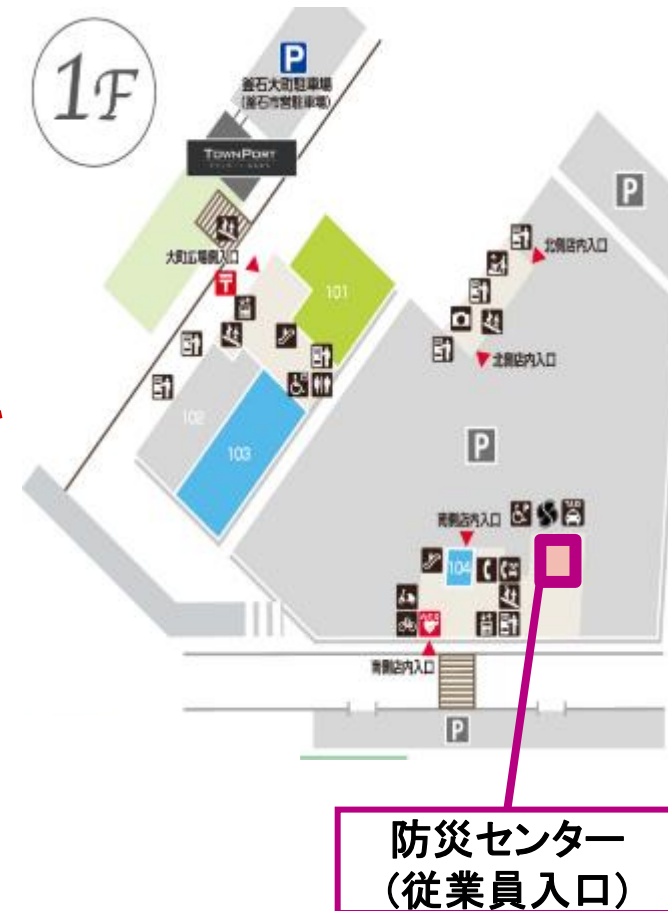 1F
P
釜石大町駐車場
(釜石市営駐車場)
TOWNPORT
大町広場側入口
〒
101
102
103
P
北側店内入口
北側店内入口
P
南側店内入口
104
TAXI
AED
南側店内入口
P
防災センター
(従業員入口)